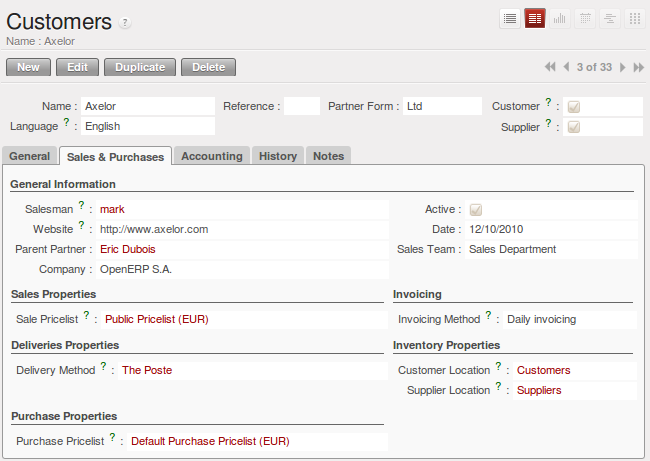 Customers ?
Name : Axelor
New Edit Duplicate Delete 3 of 33
Name : Axelor Reference : Partner Form : Ltd Customer ? :
Language ? : English Supplier ? :
General Sales & Purchases Accounting History Notes
General Information
Salesman ? : mark Active :
Website ? : http://www.axelor.com Date : 12/10/2010
Parent Partner : Eric Dubois Sales Team : Sales Department
Company : OpenERP S.A.
Sales Properties Invoicing
Sale Pricelist ? : Public Pricelist (EUR) Invoicing Method ? : Daily invoicing
Deliveries Properties Inventory Properties
Delivery Method ? : The Poste Customer Location ? : Customers
Supplier Location ? : Suppliers
Purchase Properties
Purchase Pricelist ? : Default Purchase Pricelist (EUR)